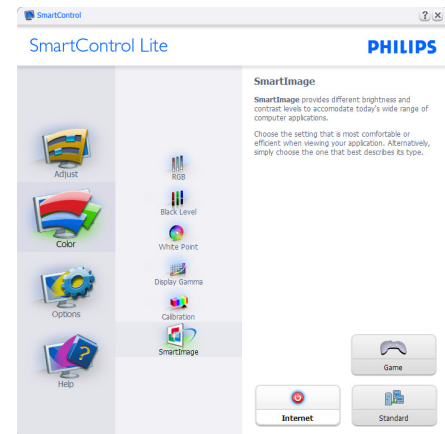 SmartControl
SmartControl Lite
PHILIPS
Adjust
Color
Options
Help
RGB
Black Level
White Point
Display Gamma
Calibration
SmartImage
SmartImage
SmartImage provides different brightness and
contrast levels to accomodate today's wide range of
computer applications.
Choose the setting that is most comfortable or
efficient when viewing your application. Alternatively,
simply choose the one that best describes its type.
Game
Internet
Standard